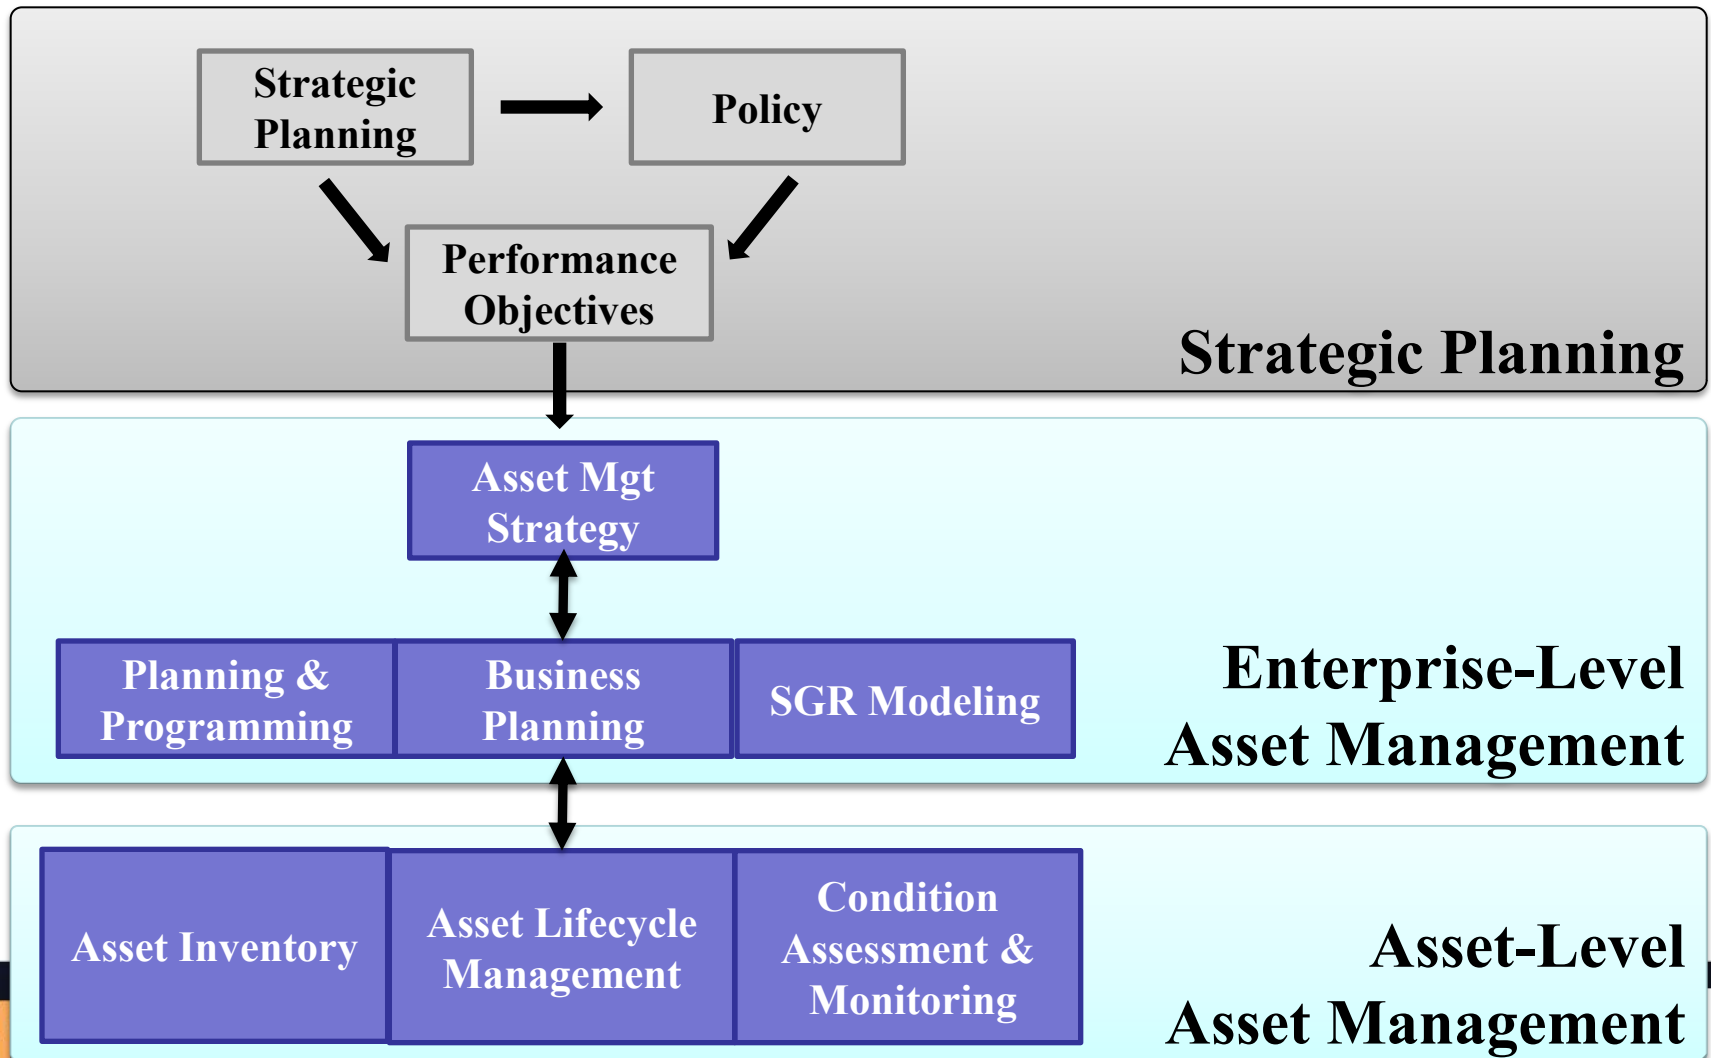 Strategic
Planning
Policy
Performance
Objectives
Strategic Planning
Asset Mgt
Strategy
Planning &
Programming
Business
Planning
SGR Modeling
Enterprise-Level
Asset Management
Asset Inventory
Asset Lifecycle
Management
Condition
Assessment &
Monitoring
Asset-Level
Asset Management